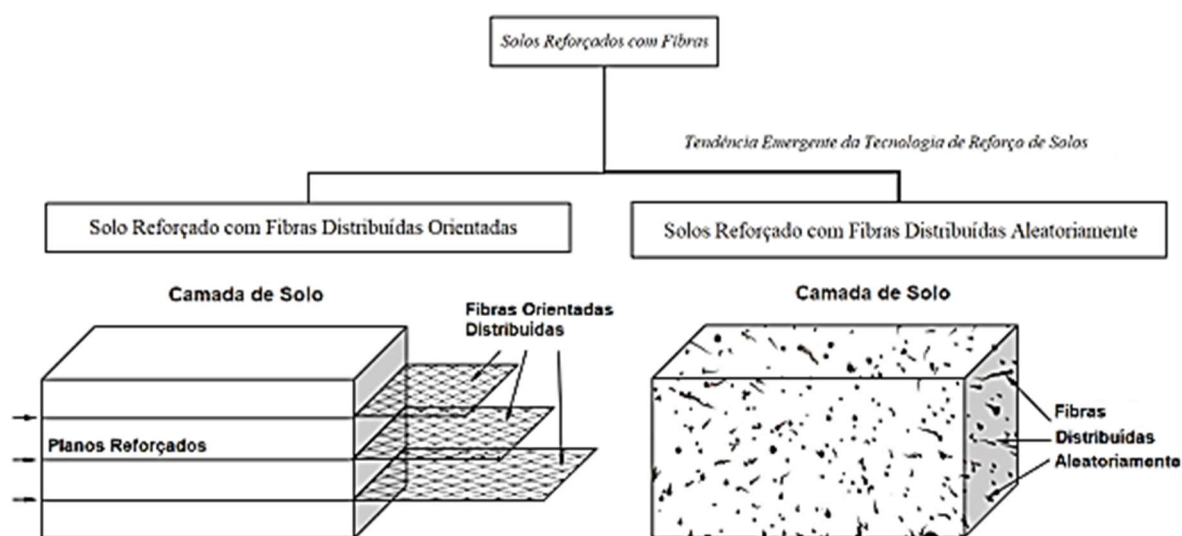 Solos Reforçados com Fibras
Tendência Emergente da Tecnologia de Reforço de Solos
Solo Reforçado com Fibras Distribuídas Orientadas
Solos Reforçado com Fibras Distribuídas Aleatoriamente
Camada de Solo
Fibras Orientadas
Distribuídas
Planos Reforçados
Camada de Solo
Fibras
Distribuídas
Aleatoriamente